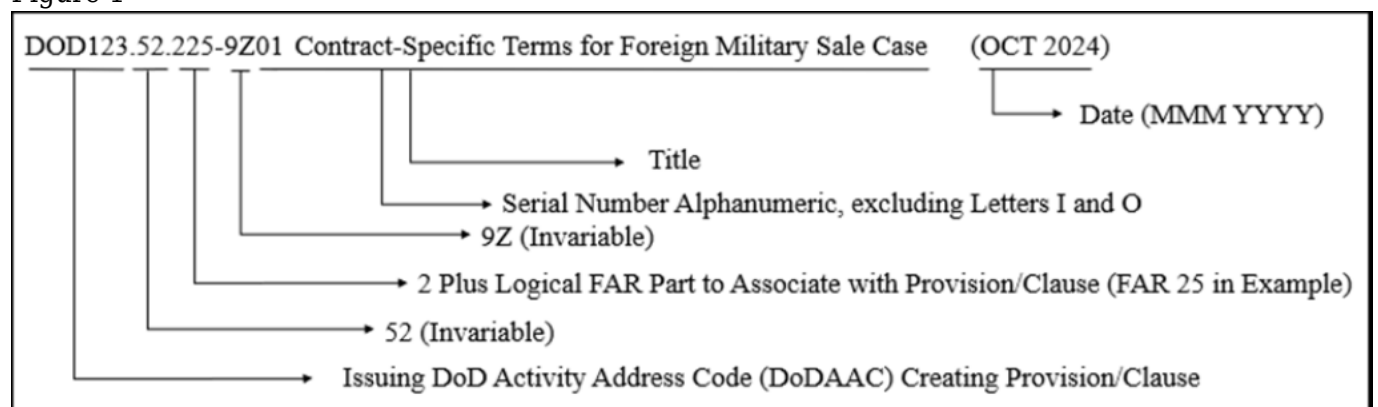 DOD123.52.225-9Z01 Contract-Specific Terms for Foreign Military Sale Case (OCT 2024)
Date (MMM YYYY)
Title
Serial Number Alphanumeric, excluding Letters I and O
9Z (Invariable)
2 Plus Logical FAR Part to Associate with Provision/Clause (FAR 25 in Example)
52 (Invariable)
Issuing DoD Activity Address Code (DoDAAC) Creating Provision/Clause